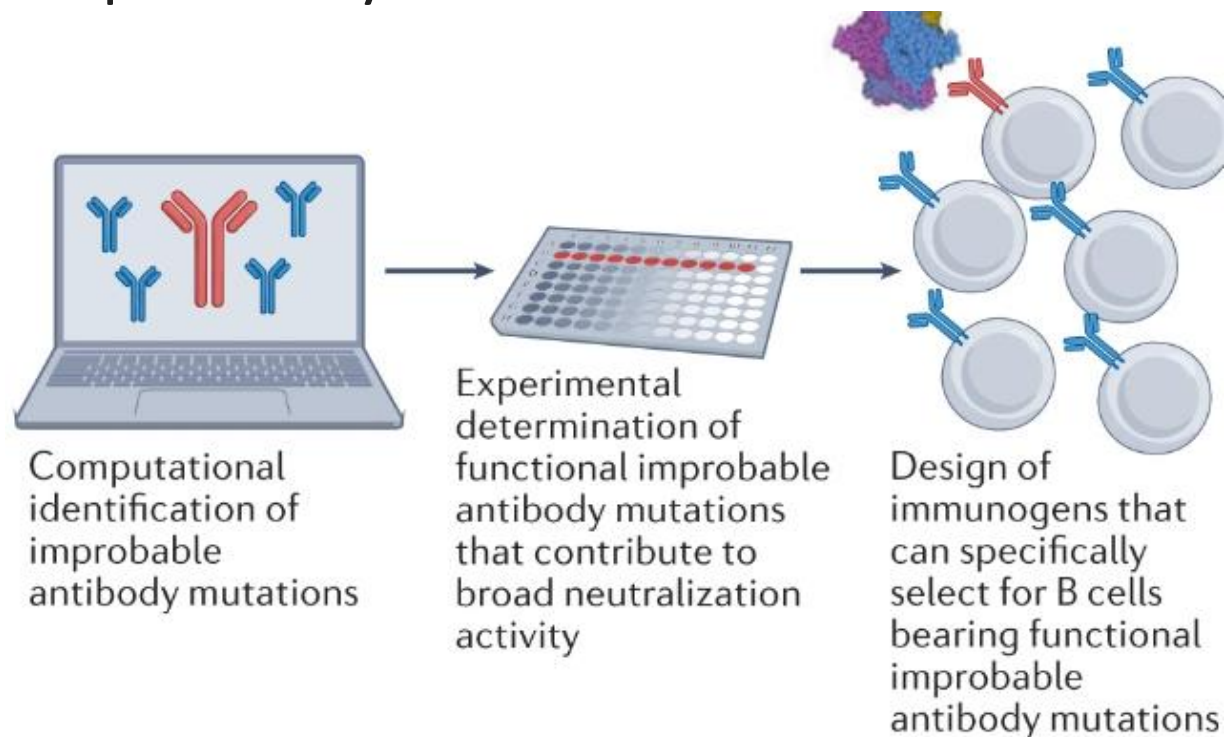 Computational
identification of
improbable
antibody mutations
Experimental
determination of
functional improbable
antibody mutations
that contribute to
broad neutralization
activity
Design of
immunogens that
can specifically
select for B cells
bearing functional
improbable
antibody mutations